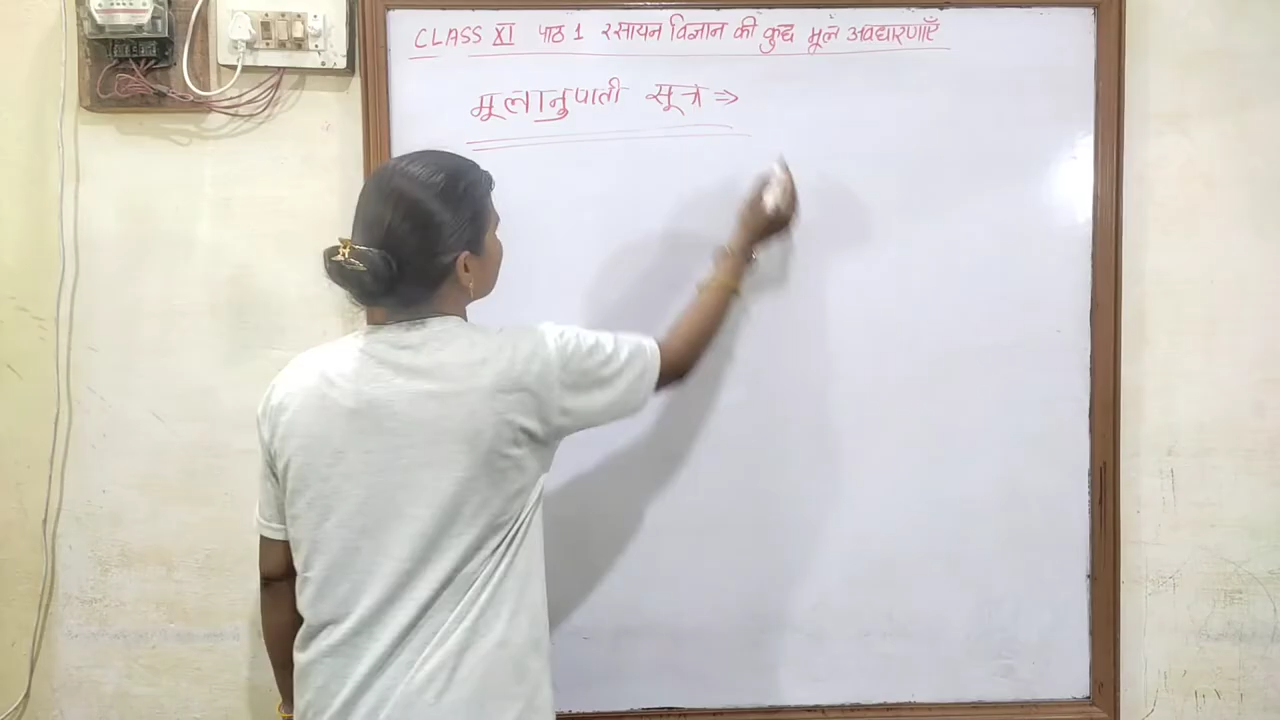 CLASS XI पाठ 1 रसायन विज्ञान की कुछ मूल अवधारणाएँ
मूलानुपाती सूत्र ⇒